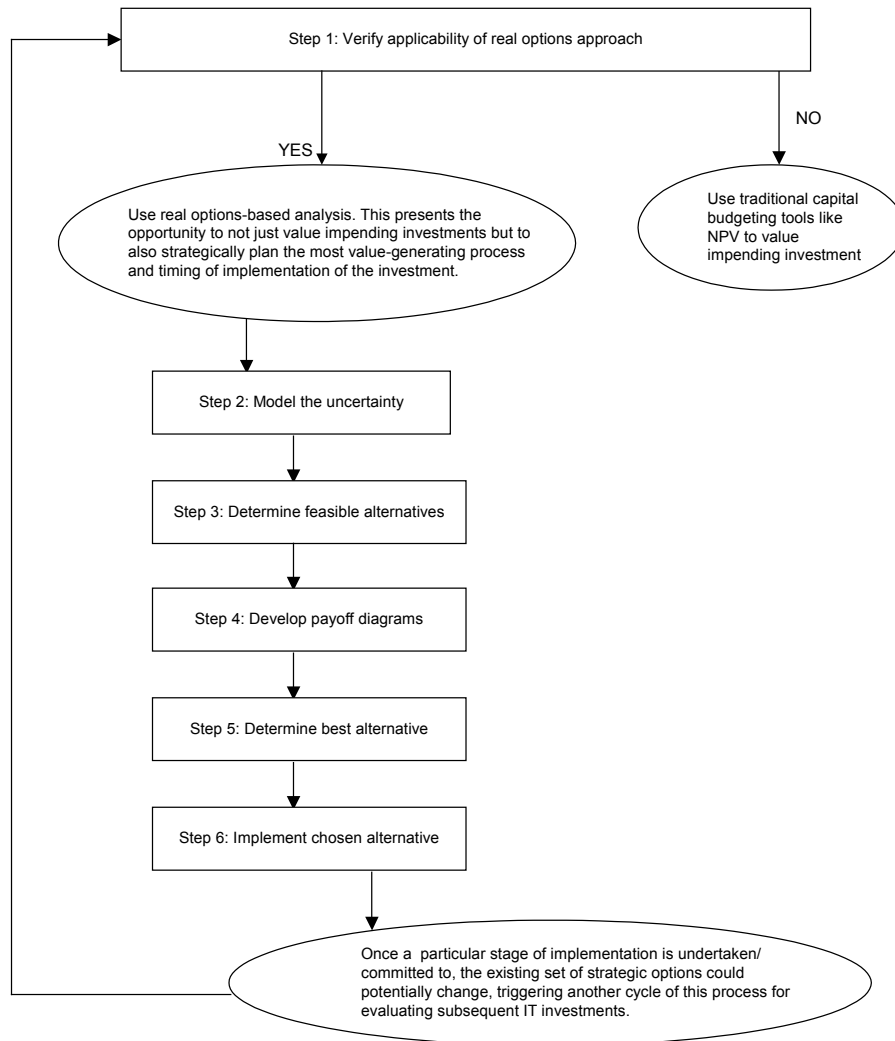 Step 1: Verify applicability of real options approach
NO
YES
Use real options-based analysis. This presents the
opportunity to not just value impending investments but to
also strategically plan the most value-generating process
and timing of implementation of the investment.
Use traditional capital
budgeting tools like
NPV to value
impending investment
Step 2: Model the uncertainty
Step 3: Determine feasible alternatives
Step 4: Develop payoff diagrams
Step 5: Determine best alternative
Step 6: Implement chosen alternative
Once a particular stage of implementation is undertaken/
committed to, the existing set of strategic options could
potentially change, triggering another cycle of this process for
evaluating subsequent IT investments.